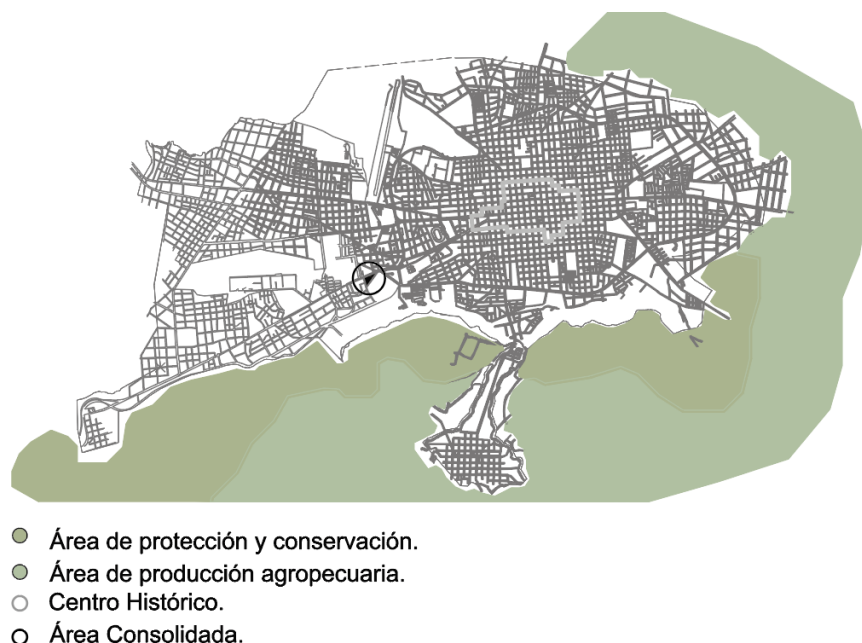 Área de protección y conservación.
Área de producción agropecuaria.
Centro Histórico.
Área Consolidada.